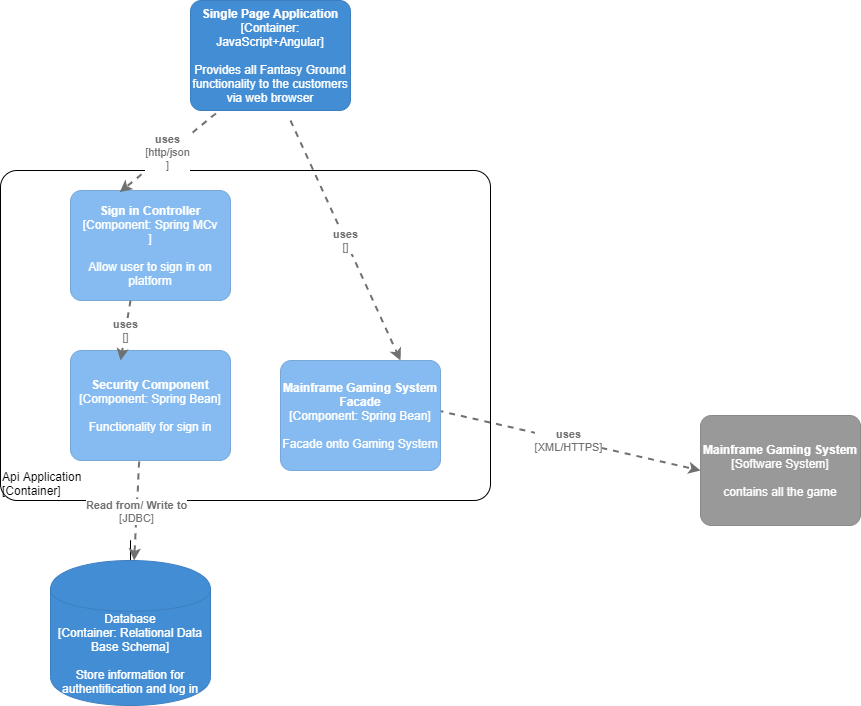 Single Page Application
[Container:
JavaScript+Angular]
Provides all Fantasy Ground
functionality to the customers
via web browser
uses
[http/json
]
Sign in Controller
[Component: Spring MCv
]
Allow user to sign in on
platform
uses
[]
uses
[]
Security Component
[Component: Spring Bean]
Functionality for sign in
Mainframe Gaming System
Facade
[Component: Spring Bean]
Facade onto Gaming System
uses
[XML/HTTPS]
Mainframe Gaming System
[Software System]
contains all the game
Api Application
[Container]
Read from/ Write to
[JDBC]
Database
[Container: Relational Data
Base Schema]
Store information for
authentification and log in